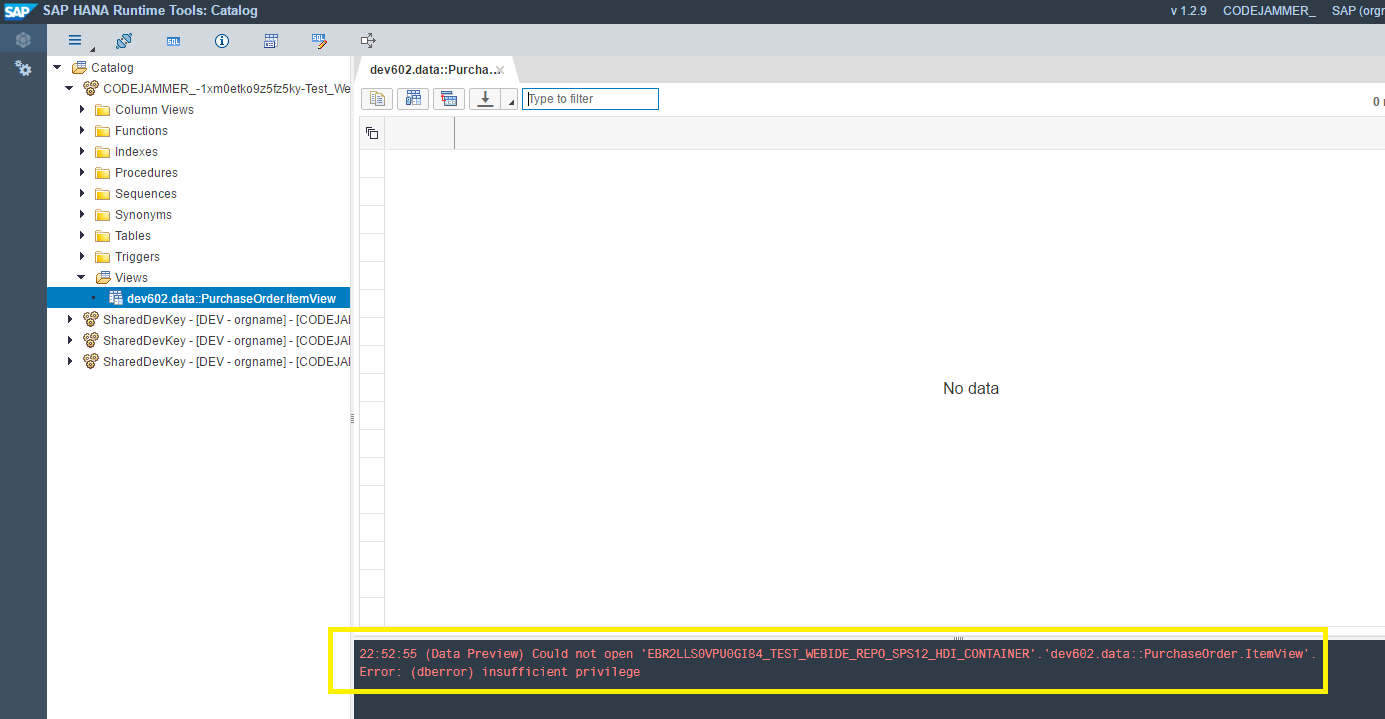 SAP SAP HANA Runtime Tools: Catalog v 1.2.9 CODEJAMMER_ SAP (orgn
SQL SQL
Catalog
CODEJAMMER_-1xm0etko9z5fz5ky-Test_We
Column Views
Functions
Indexes
Procedures
Sequences
Synonyms
Tables
Triggers
Views
dev602.data::PurchaseOrder.ItemView
SharedDevKey - [DEV - orgname] - [CODEJAI
SharedDevKey - [DEV - orgname] - [CODEJAI
SharedDevKey - [DEV - orgname] - [CODEJAI
dev602.data::Purcha...
Type to filter
0 r
No data
22:52:55 (Data Preview) Could not open 'EBR2LLS0VPU0GI84_TEST_WEBIDE_REPO_SPS12_HDI_CONTAINER'.'dev602.data::PurchaseOrder.ItemView'.
Error: (dberror) insufficient privilege